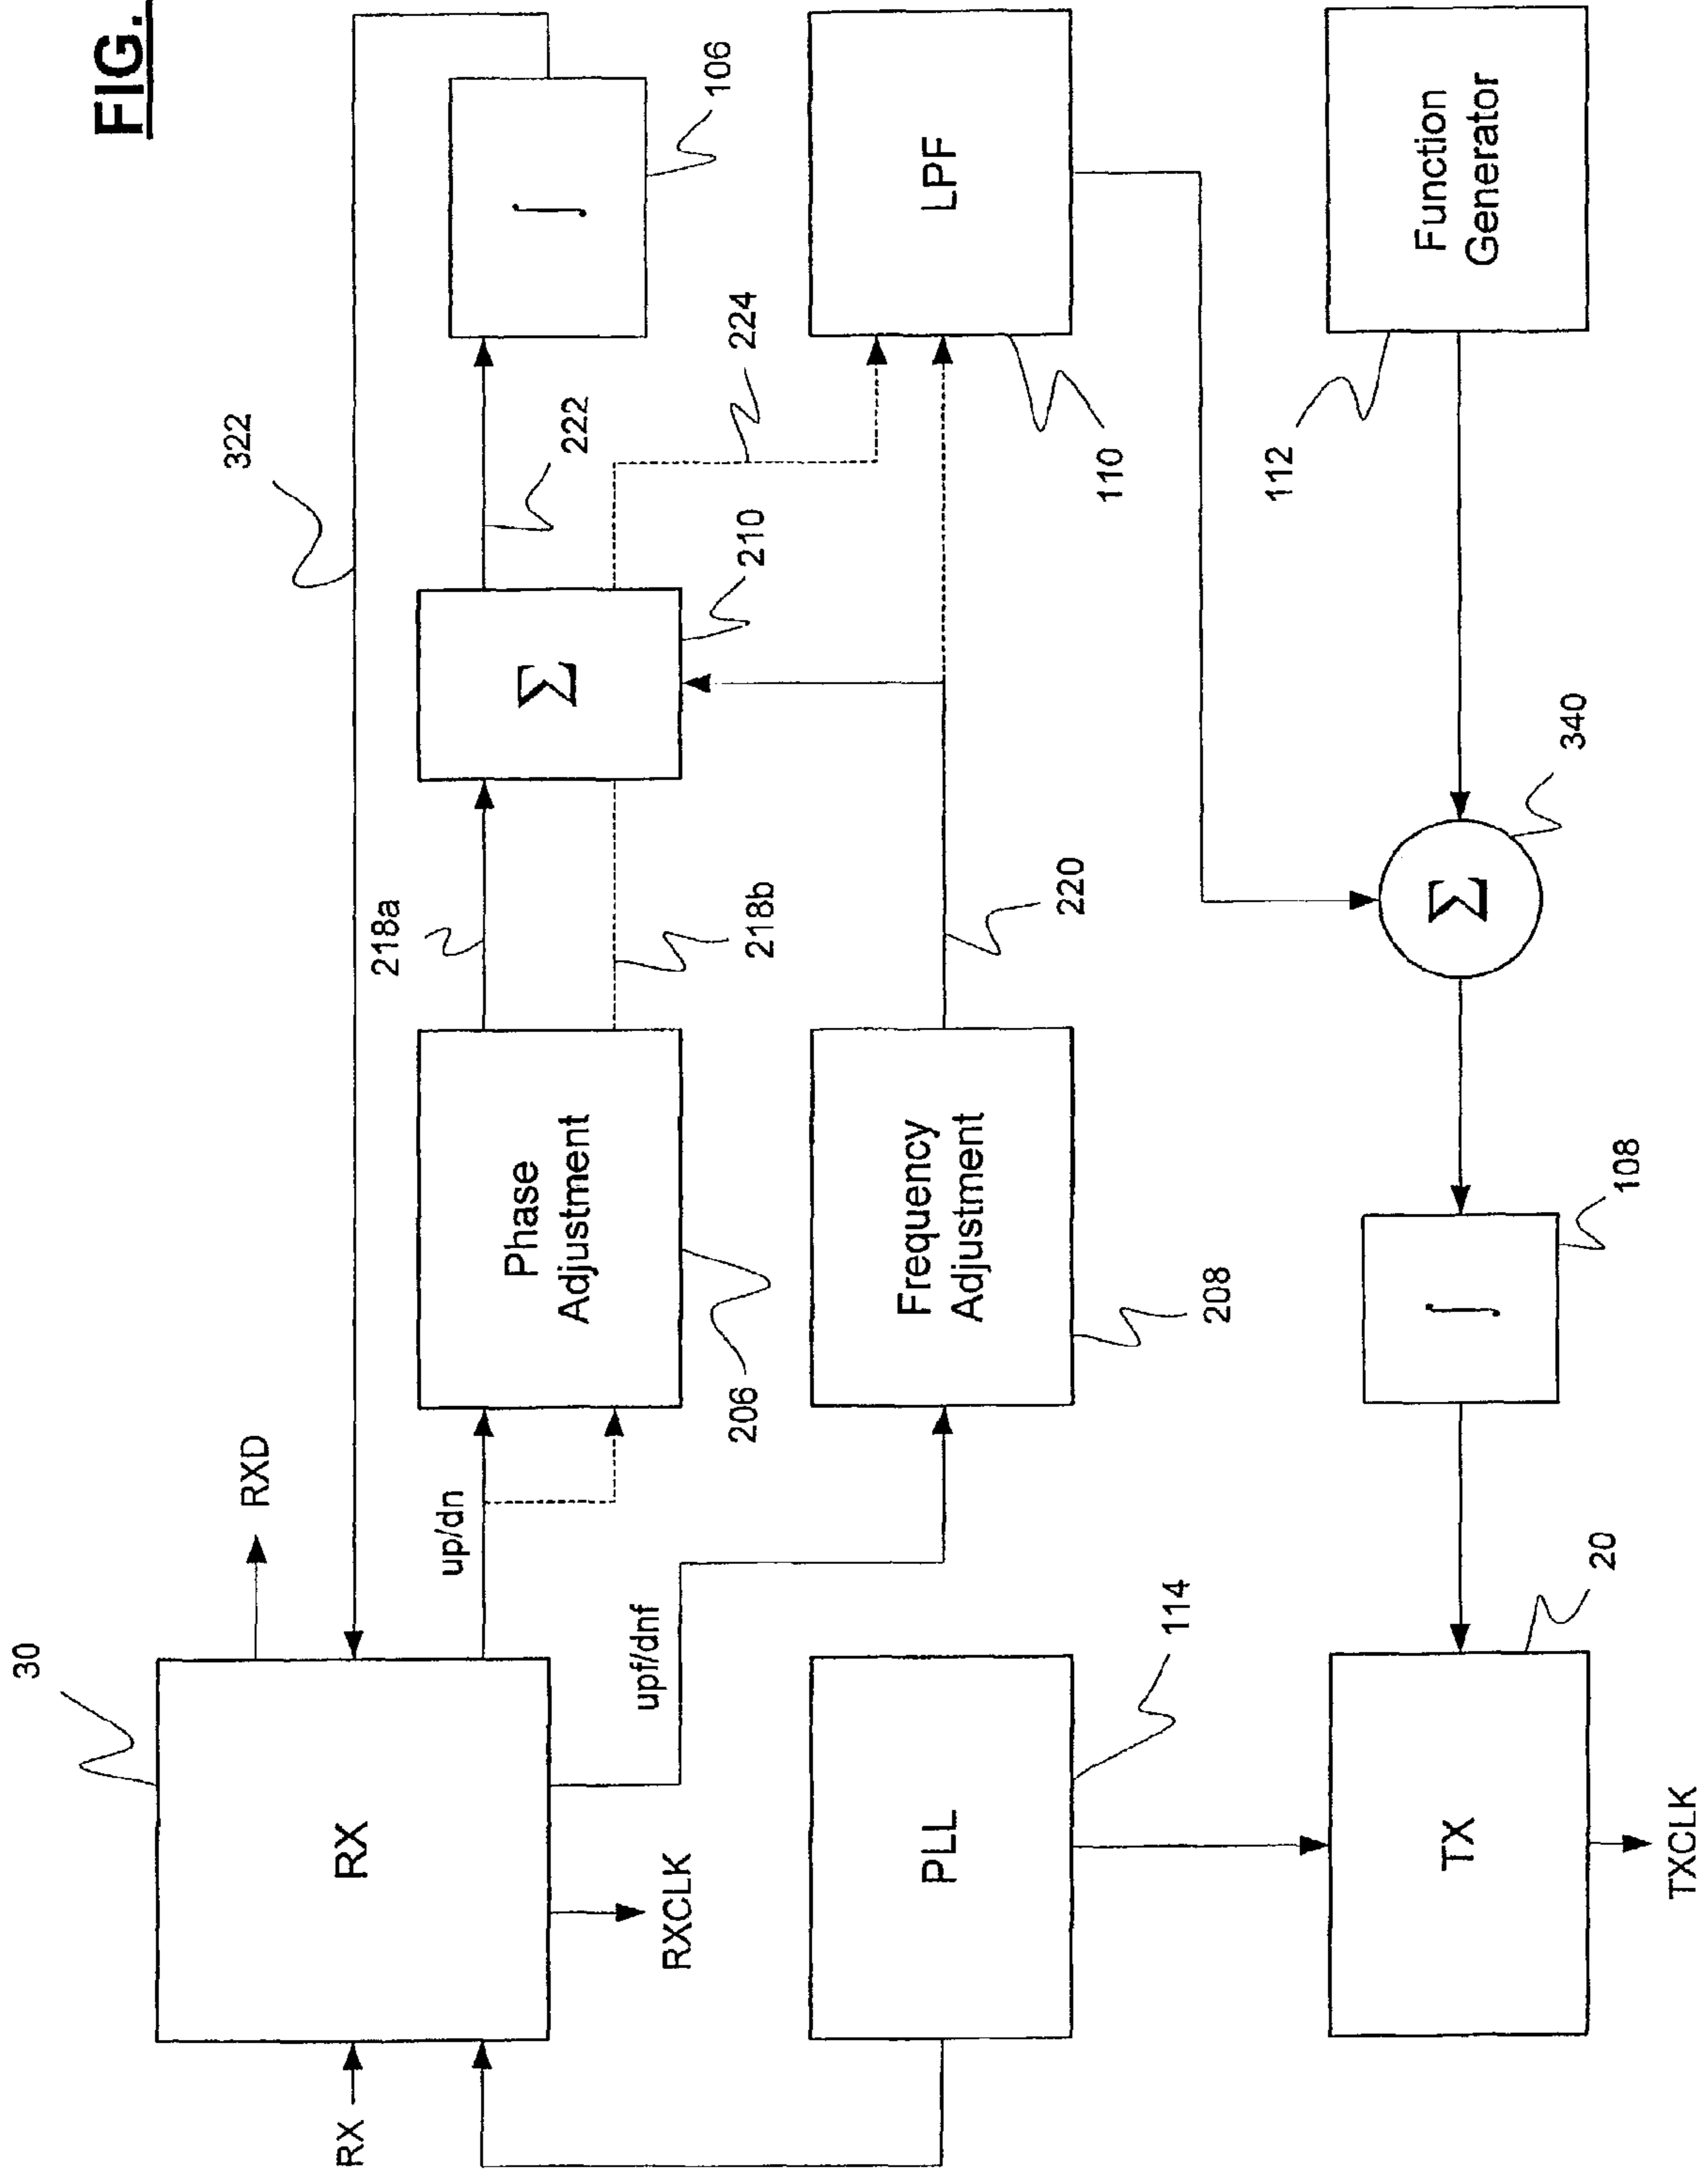 FIG.
30
RX
RX
RXD
RXCLK
up/dn
upf/dnf
322
Phase
Adjustment
206
218a
218b
Σ
210
222
224
∫
106
Frequency
Adjustment
208
220
LPF
110
PLL
114
TX
20
TXCLK
∫
108
Σ
340
Function
Generator
112